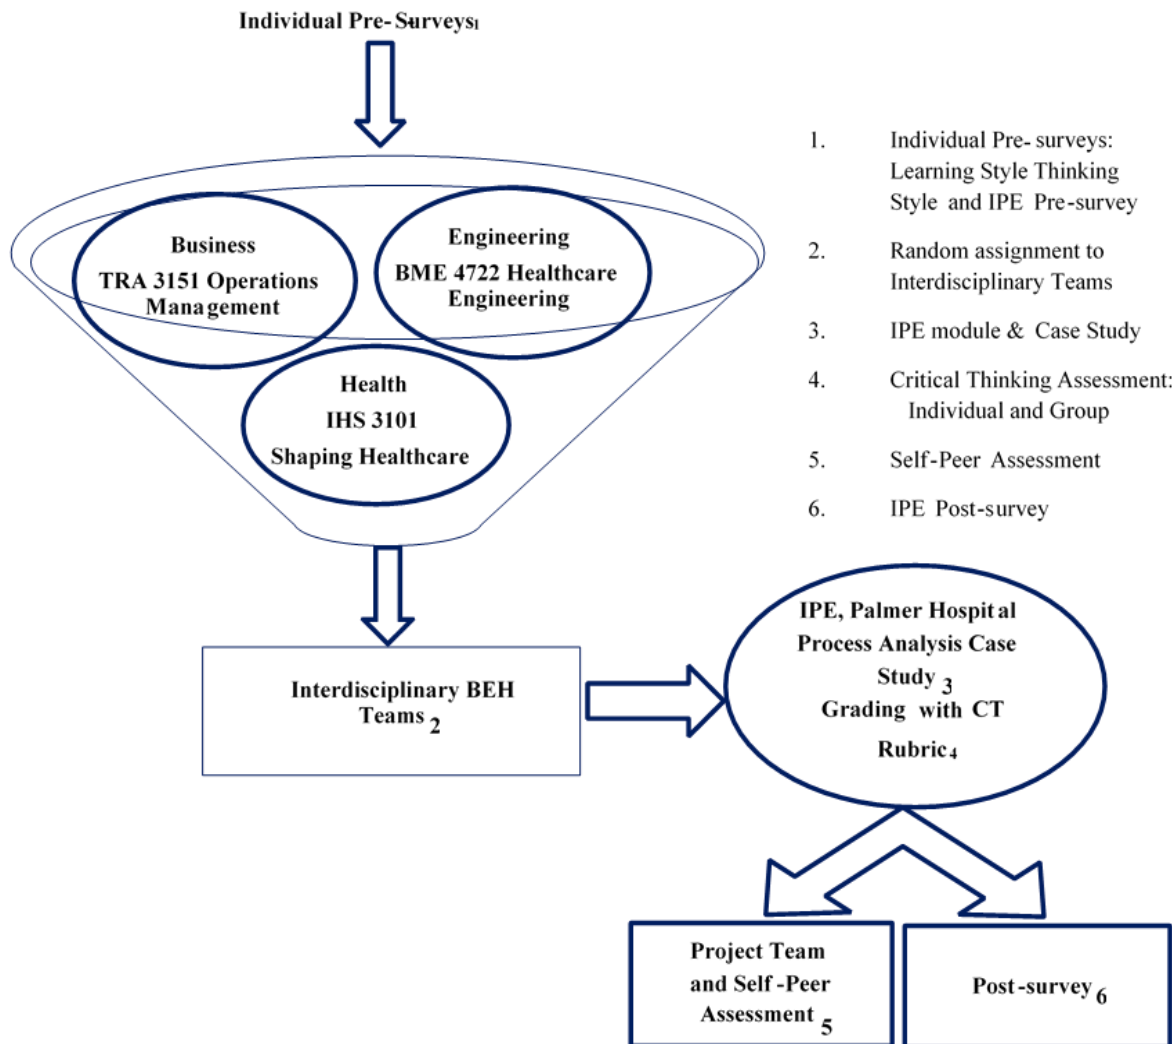 Individual Pre-Surveys1
Business
TRA 3151 Operations
Management
Engineering
BME 4722 Healthcare
Engineering
Health
IHS 3101
Shaping Healthcare
1. Individual Pre- surveys:
Learning Style Thinking
Style and IPE Pre-survey
2. Random assignment to
Interdisciplinary Teams
3. IPE module & Case Study
4. Critical Thinking Assessment:
Individual and Group
5. Self-Peer Assessment
6. IPE Post-survey
Interdisciplinary BEH
Teams 2
IPE, Palmer Hospital
Process Analysis Case
Study 3
Grading with CT
Rubric4
Project Team
and Self-Peer
Assessment 5
Post-survey 6